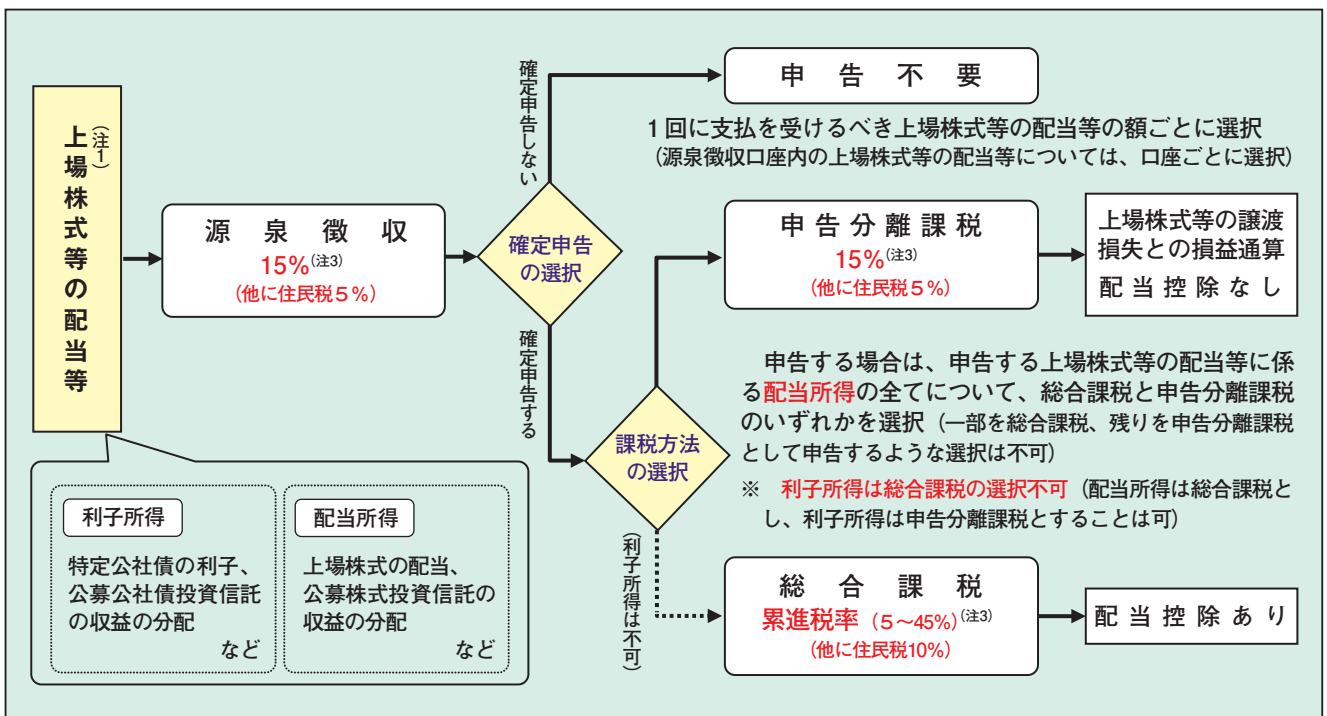 上場株式等の配当等
(注1)
源泉徴収
15%(注3)
(他に住民税5%)
確定申告
の選択
確定申告しない
申告不要
1回に支払を受けるべき上場株式等の配当等の額ごとに選択
(源泉徴収口座内の上場株式等の配当等については、口座ごとに選択)
確定申告する
課税方法
の選択
申告分離課税
15%(注3)
(他に住民税5%)
上場株式等の譲渡
損失との損益通算
配当控除なし
申告する場合は、申告する上場株式等の配当等に係
る配当所得の全てについて、総合課税と申告分離課税
のいずれかを選択(一部を総合課税、残りを申告分離課税
として申告するような選択は不可)
※ 利子所得は総合課税の選択不可(配当所得は総合課税と
し、利子所得は申告分離課税とすることは可)
(利子所得は不可)
総合課税
累進税率(5〜45%)(注3)
(他に住民税10%)
配当控除あり
利子所得
特定公社債の利子、
公募公社債投資信託
の収益の分配
など
配当所得
上場株式の配当、
公募株式投資信託の
収益の分配
など